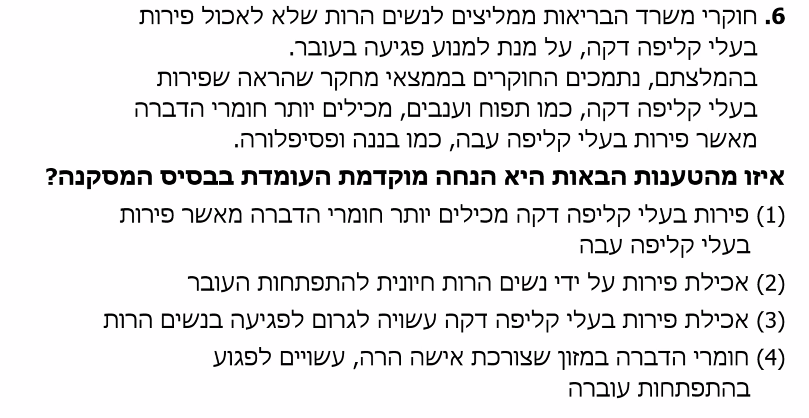 6. חוקרי משרד הבריאות ממליצים לנשים הרות שלא לאכול פירות
בעלי קליפה דקה, על מנת למנוע פגיעה בעובר.
בהמלצתם, נתמכים החוקרים בממצאי מחקר שהראה שפירות
בעלי קליפה דקה, כמו תפוח וענבים, מכילים יותר חומרי הדברה
מאשר פירות בעלי קליפה עבה, כמו בננה ופסיפלורה.
איזו מהטענות הבאות היא הנחה מוקדמת העומדת בבסיס המסקנה?
(1) פירות בעלי קליפה דקה מכילים יותר חומרי הדברה מאשר פירות
בעלי קליפה עבה
(2) אכילת פירות על ידי נשים הרות חיונית להתפתחות העובר
(3) אכילת פירות בעלי קליפה דקה עשויה לגרום לפגיעה בנשים הרות
(4) חומרי הדברה במזון שצורכת אישה הרה, עשויים לפגוע
בהתפתחות עוברה